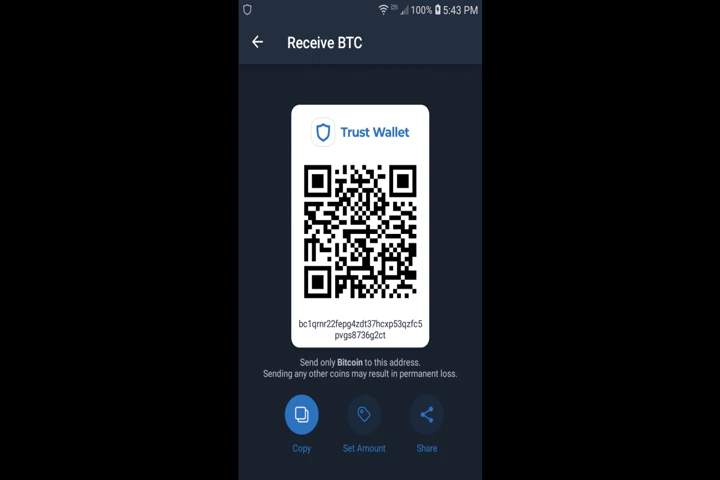 100% 5:43 PM
Receive BTC
Trust Wallet
bc1qrnr22fepg4zdt37hcxp53qzfc5
pvgs8736g2ct
Send only Bitcoin to this address.
Sending any other coins may result in permanent loss.
Copy Set Amount Share